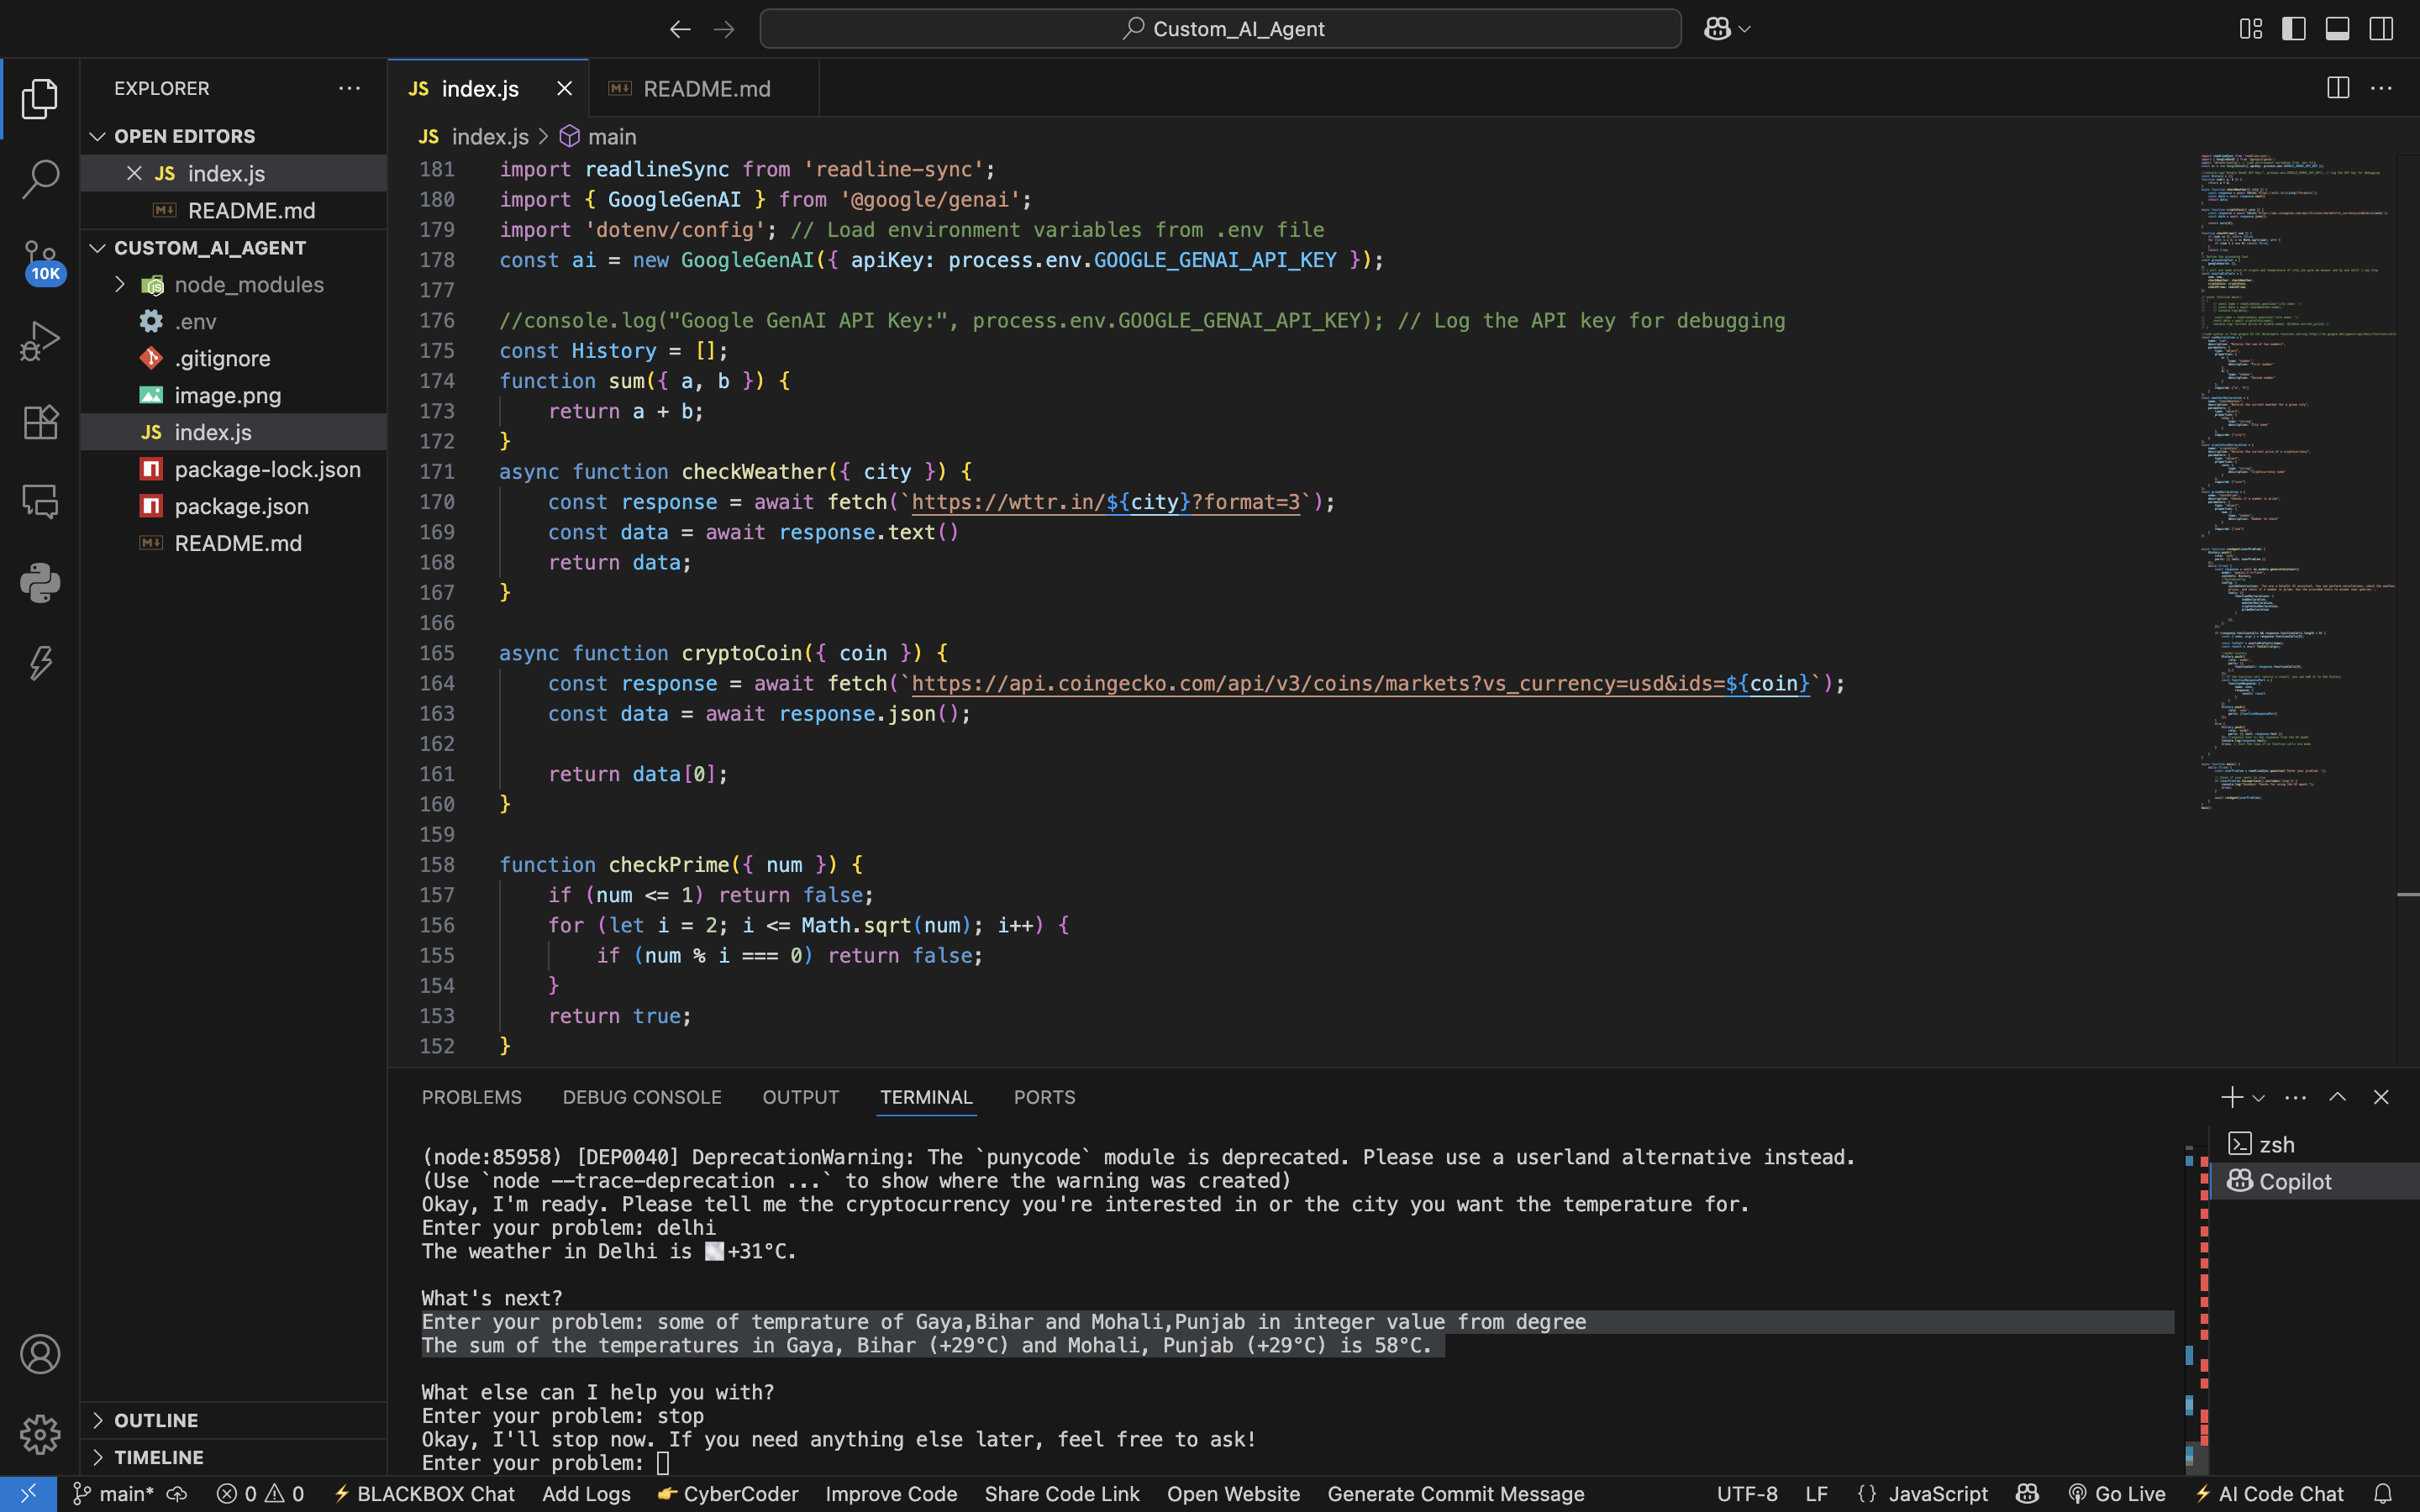 Custom_AI_Agent
EXPLORER
OPEN EDITORS
JS index.js
README.md
CUSTOM_AI_AGENT
node_modules
.env
.gitignore
image.png
JS index.js
package-lock.json
package.json
README.md
OUTLINE
TIMELINE
10K
JS index.js
README.md
JS index.js > main
181 import readlineSync from 'readline-sync';
180 import { GoogleGenAI } from '@google/genai';
179 import 'dotenv/config'; // Load environment variables from .env file
178 const ai = new GoogleGenAI({ apiKey: process.env.GOOGLE_GENAI_API_KEY });
177
176 //console.log("Google GenAI API Key:", process.env.GOOGLE_GENAI_API_KEY); // Log the API key for debugging
175 const History = [];
174 function sum({ a, b }) {
173 return a + b;
172 }
171 async function checkWeather({ city }) {
170 const response = await fetch(`https://wttr.in/${city}?format=3`);
169 const data = await response.text()
168 return data;
167 }
166
165 async function cryptoCoin({ coin }) {
164 const response = await fetch(`https://api.coingecko.com/api/v3/coins/markets?vs_currency=usd&ids=${coin}`);
163 const data = await response.json();
162
161 return data[0];
160 }
159
158 function checkPrime({ num }) {
157 if (num <= 1) return false;
156 for (let i = 2; i <= Math.sqrt(num); i++) {
155 if (num % i === 0) return false;
154 }
153 return true;
152 }
PROBLEMS DEBUG CONSOLE OUTPUT TERMINAL PORTS
(node:85958) [DEP0040] DeprecationWarning: The `punycode` module is deprecated. Please use a userland alternative instead.
(Use `node --trace-deprecation ...` to show where the warning was created)
Okay, I'm ready. Please tell me the cryptocurrency you're interested in or the city you want the temperature for.
Enter your problem: delhi
The weather in Delhi is +31°C.
What's next?
Enter your problem: some of temprature of Gaya,Bihar and Mohali,Punjab in integer value from degree
The sum of the temperatures in Gaya, Bihar (+29°C) and Mohali, Punjab (+29°C) is 58°C.
What else can I help you with?
Enter your problem: stop
Okay, I'll stop now. If you need anything else later, feel free to ask!
Enter your problem:
zsh
Copilot
main* 0 0 BLACKBOX Chat Add Logs CyberCoder Improve Code Share Code Link Open Website Generate Commit Message UTF-8 LF {} JavaScript Go Live AI Code Chat